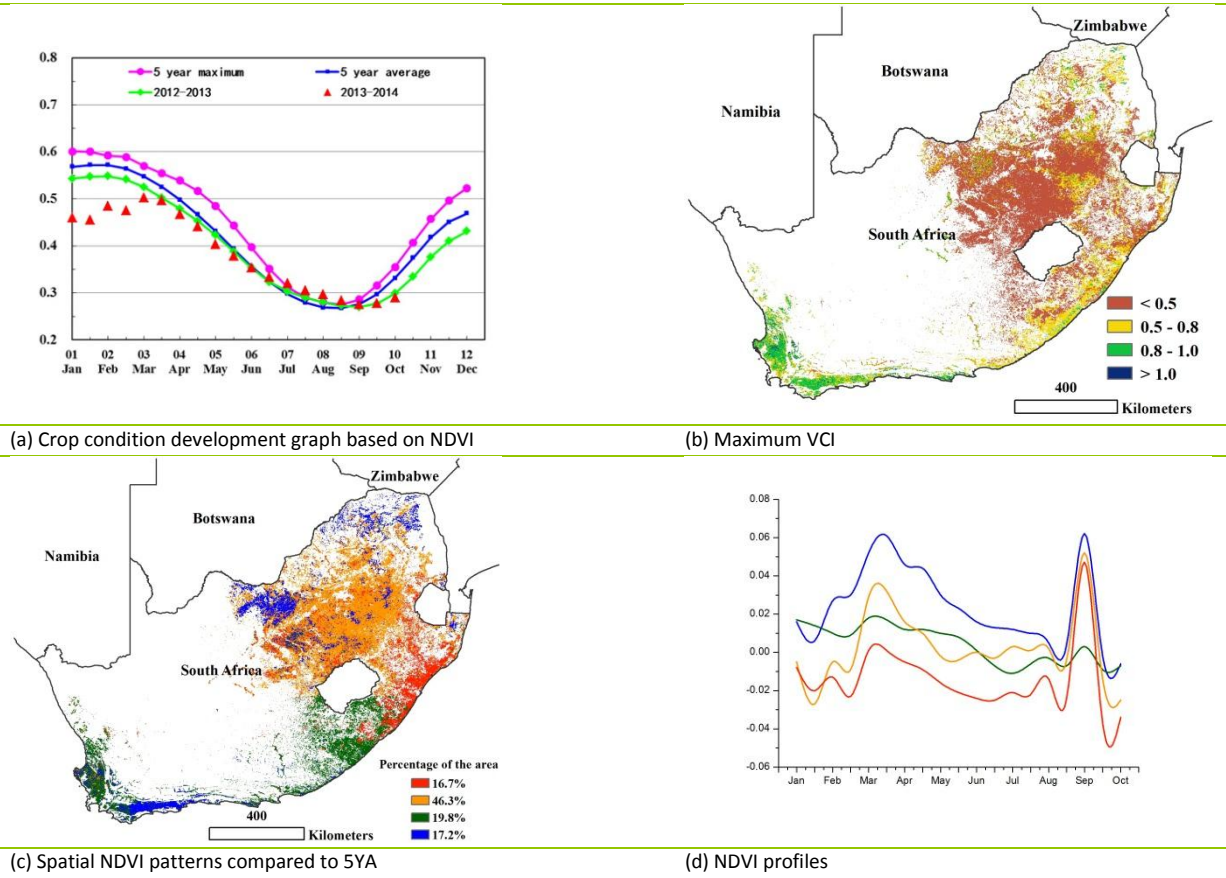 0.8
0.7
0.6
0.5
0.4
0.3
0.2
5 year maximum
5 year average
2012-2013
2013-2014
01 02 03 04 05 06 07 08 09 10 11 12
Jan Feb Mar Apr May Jun Jul Aug Sep Oct Nov Dec
Zimbabwe
Botswana
Namibia
South Africa
< 0.5
0.5 - 0.8
0.8 - 1.0
> 1.0
400
Kilometers
(a) Crop condition development graph based on NDVI
(b) Maximum VCI
Zimbabwe
Botswana
Namibia
South Africa
Percentage of the area
16.7%
46.3%
19.8%
17.2%
400
Kilometers
0.08
0.06
0.04
0.02
0.00
-0.02
-0.04
-0.06
Jan Feb Mar Apr May Jun Jul Aug Sep Oct
(c) Spatial NDVI patterns compared to 5YA
(d) NDVI profiles